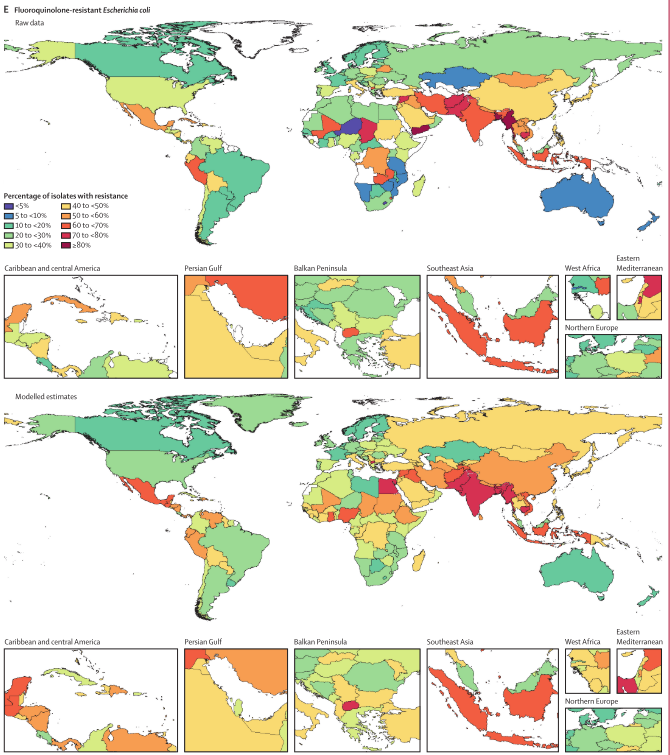 E Fluoroquinolone-resistant Escherichia coli
Raw data
Percentage of isolates with resistance
<5%
5 to <10%
10 to <20%
20 to <30%
30 to <40%
40 to <50%
50 to <60%
60 to <70%
70 to <80%
≥80%
Caribbean and central America
Persian Gulf
Balkan Peninsula
Southeast Asia
West Africa
Eastern
Mediterranean
Northern Europe
Modelled estimates
Caribbean and central America
Persian Gulf
Balkan Peninsula
Southeast Asia
West Africa
Eastern
Mediterranean
Northern Europe